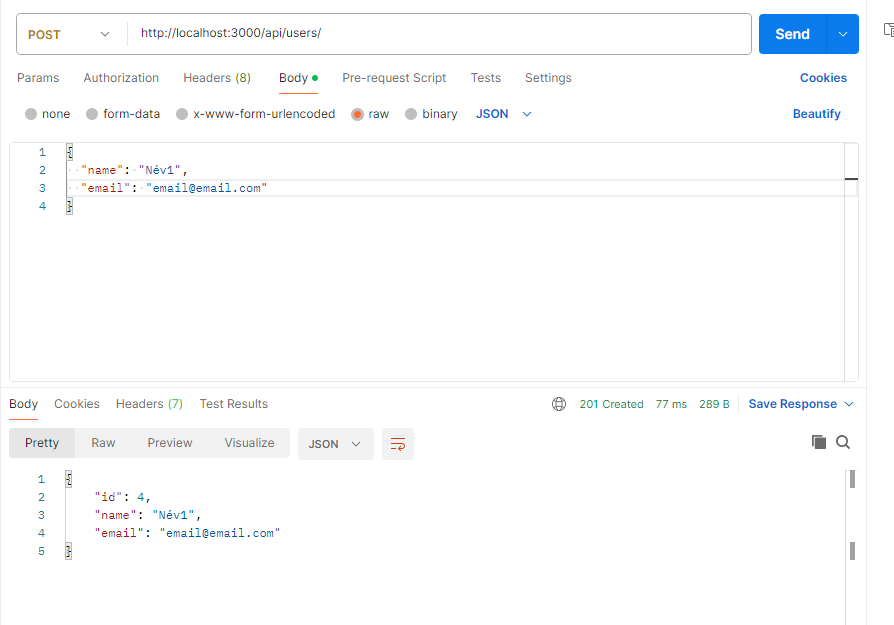 POST http://localhost:3000/api/users/ Send
Params Authorization Headers (8) Body Pre-request Script Tests Settings Cookies
none form-data x-www-form-urlencoded raw binary JSON Beautify
1 {
2 "name": "Név1",
3 "email": "email@email.com"
4 }
Body Cookies Headers (7) Test Results 201 Created 77 ms 289 B Save Response
Pretty Raw Preview Visualize JSON
1 {
2 "id": 4,
3 "name": "Név1",
4 "email": "email@email.com"
5 }